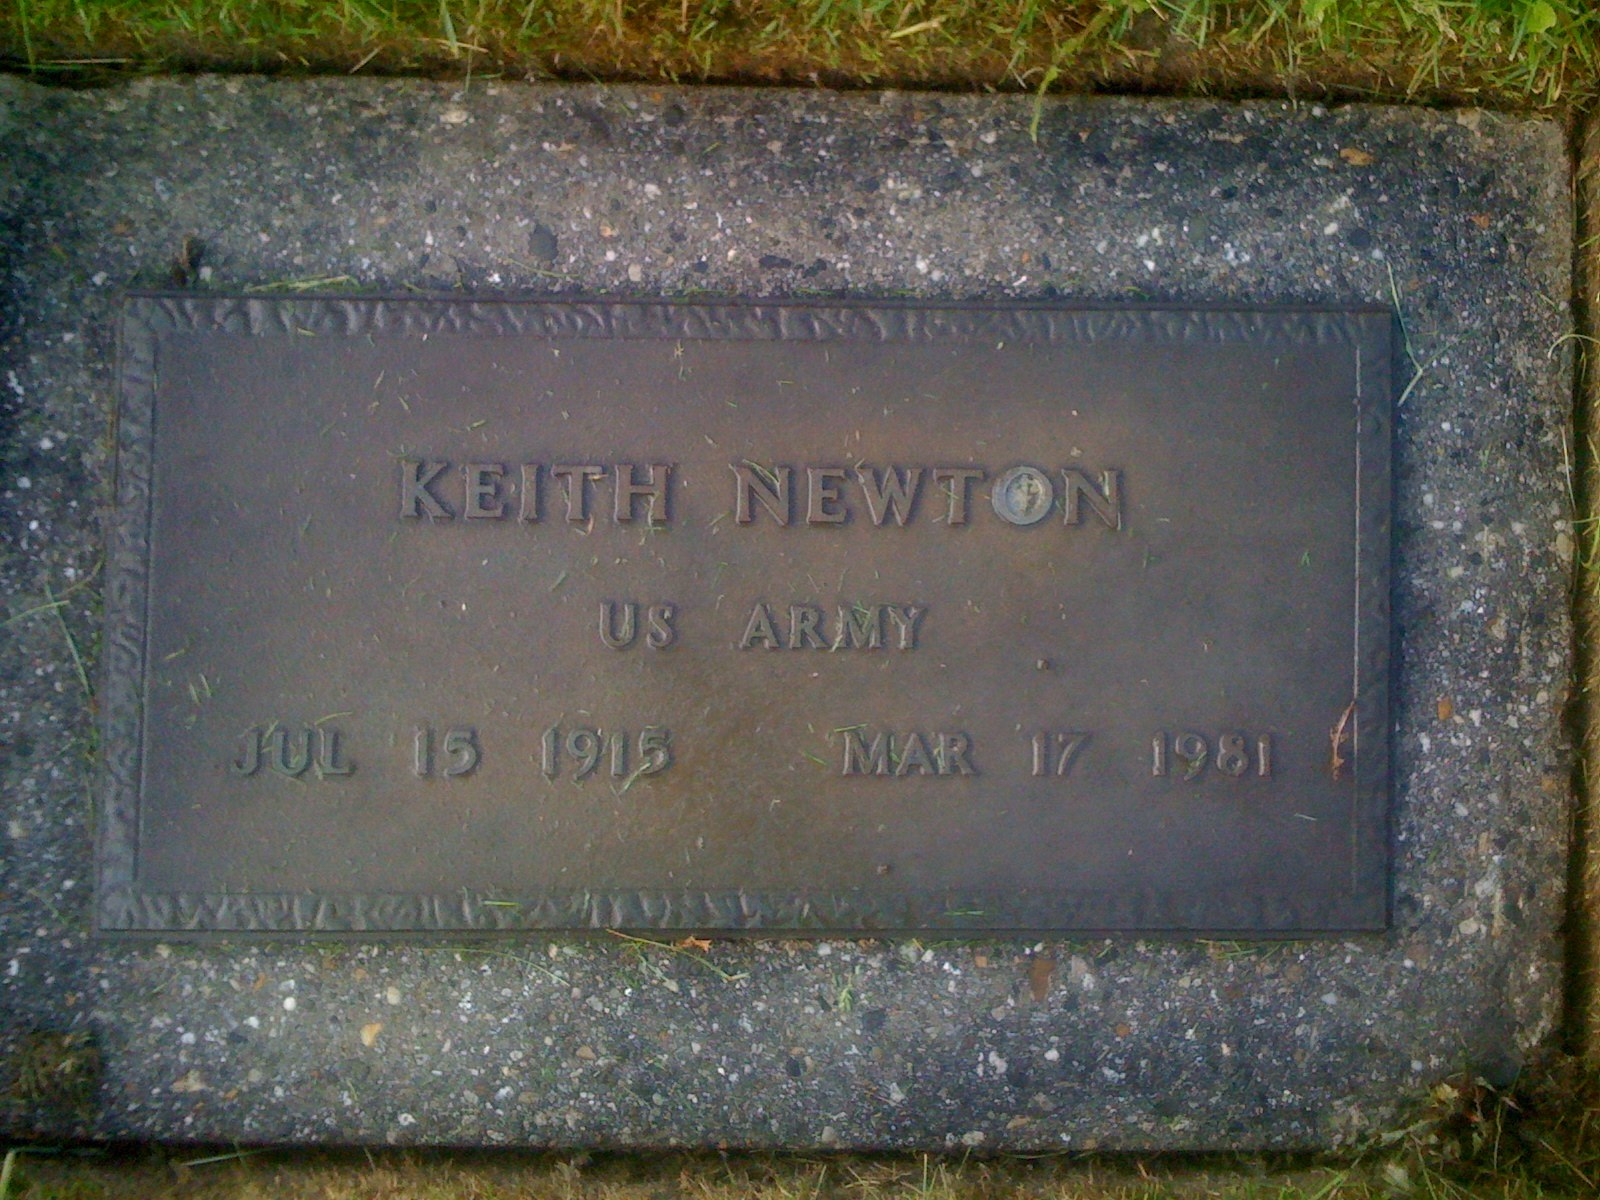 KEITH NEWTON
US ARMY
JUL 15 1915 MAR 17 1981